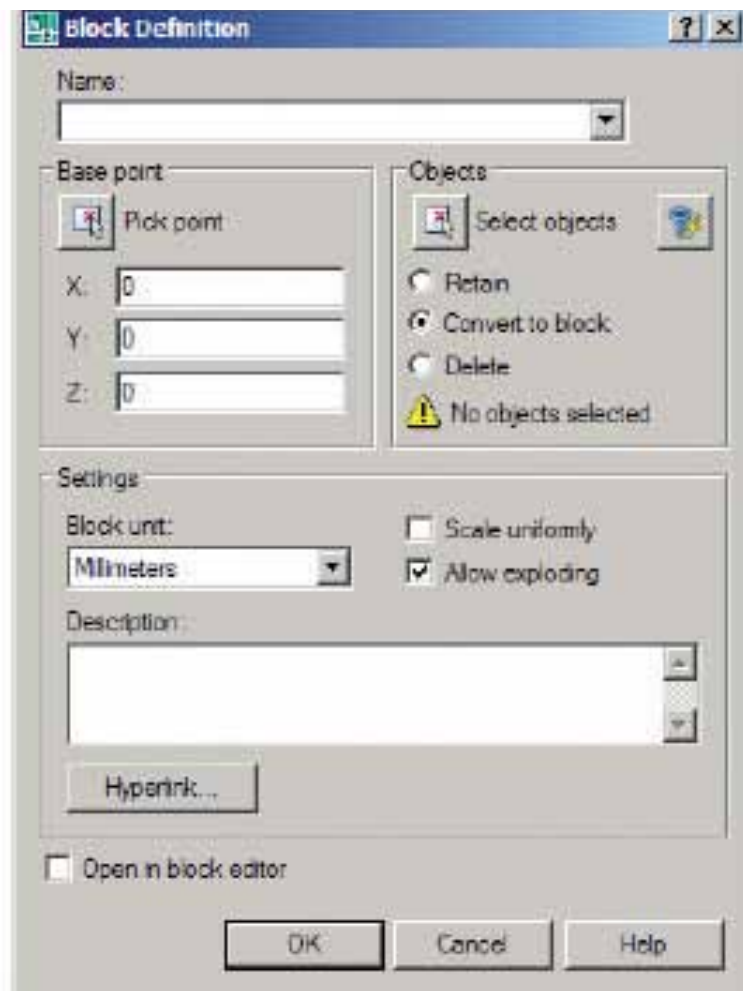 Block Definition
Name:
Base point
Pick point
X: 0
Y: 0
Z: 0
Objects
Select objects
Retain
Convert to block
Delete
No objects selected
Settings
Block unit:
Millimeters
Scale uniformly
Allow exploding
Description:
Hyperlink...
Open in block editor
OK Cancel Help